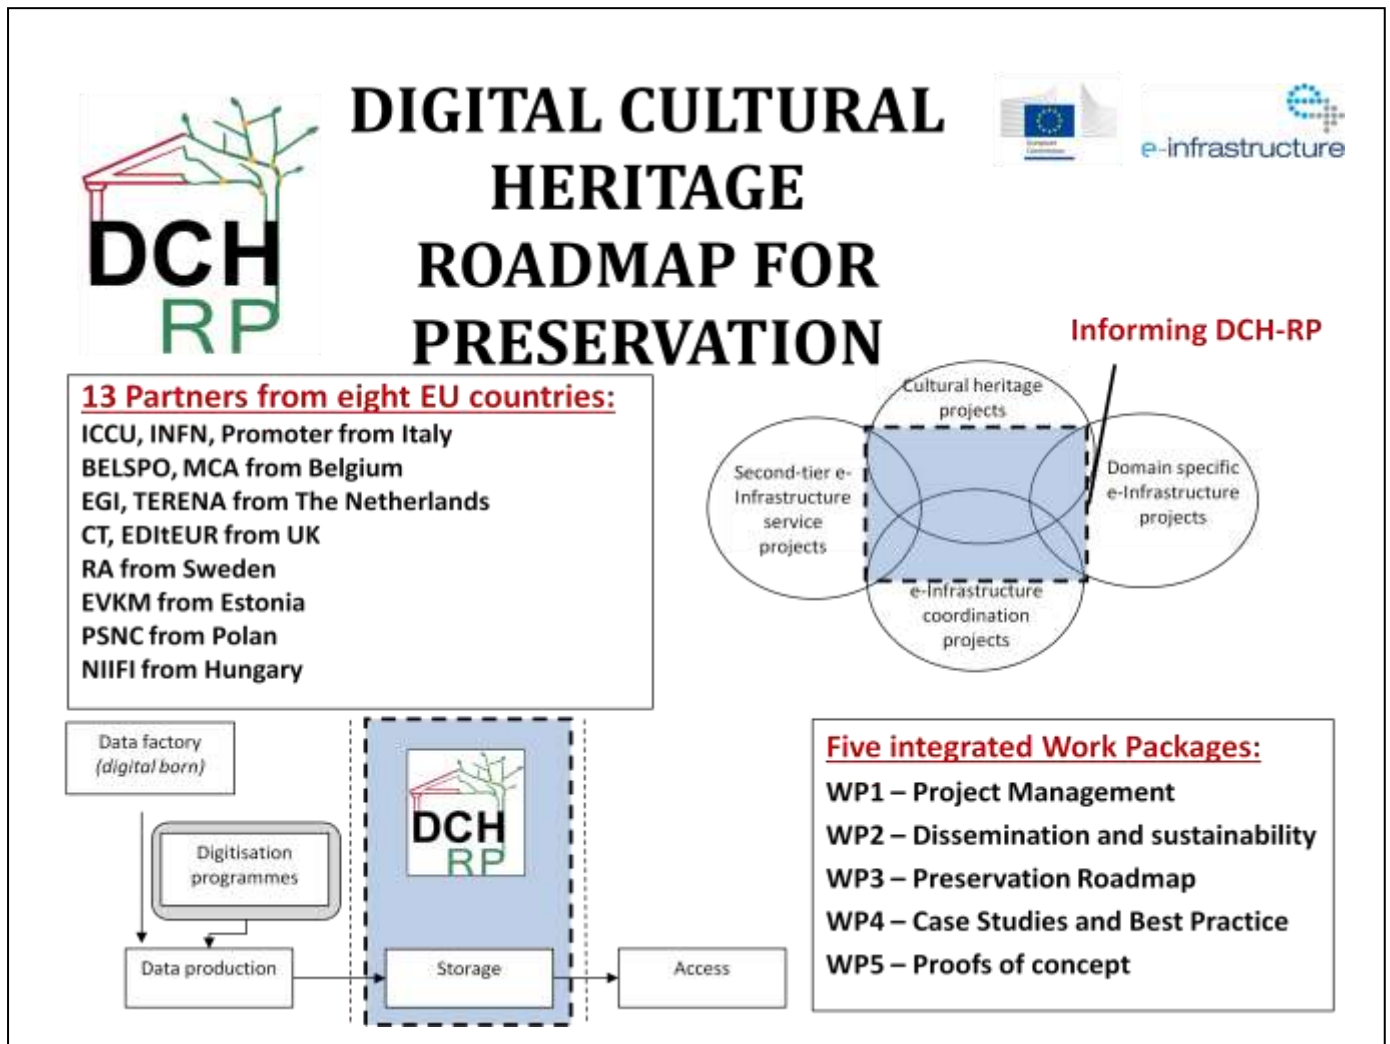 DIGITAL CULTURAL
HERITAGE
ROADMAP FOR
PRESERVATION
DCH
RP
European
Commission
e-infrastructure
Informing DCH-RP
13 Partners from eight EU countries:
ICCU, INFN, Promoter from Italy
BELSPO, MCA from Belgium
EGI, TERENA from The Netherlands
CT, EDItEUR from UK
RA from Sweden
EVKM from Estonia
PSNC from Polan
NIIFI from Hungary
Cultural heritage
projects
Second-tier e-
Infrastructure
service
projects
Domain specific
e-Infrastructure
projects
e-Infrastructure
coordination
projects
Data factory
(digital born)
Digitisation
programmes
Data production
DCH
RP
Storage
Access
Five integrated Work Packages:
WP1 – Project Management
WP2 – Dissemination and sustainability
WP3 – Preservation Roadmap
WP4 – Case Studies and Best Practice
WP5 – Proofs of concept